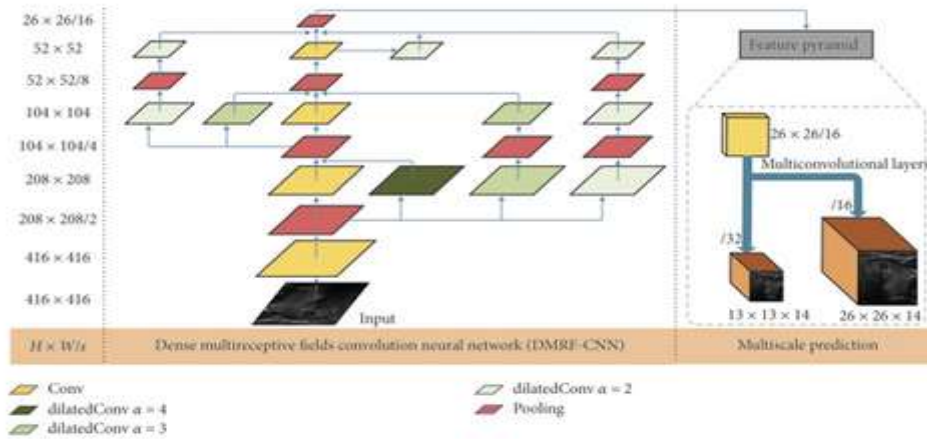 26 × 26/16
52 × 52
52 × 52/8
104 × 104
104 × 104/4
208 × 208
208 × 208/2
416 × 416
416 × 416
Input
Feature pyramid
26 × 26/16
Multiconvolutional layers
/16
/32
13 × 13 × 14
26 × 26 × 14
H × W/s
Dense multireceptive fields convolution neural network (DMRF-CNN)
Multiscale prediction
Conv
dilatedConv α = 4
dilatedConv α = 3
dilatedConv α = 2
Pooling